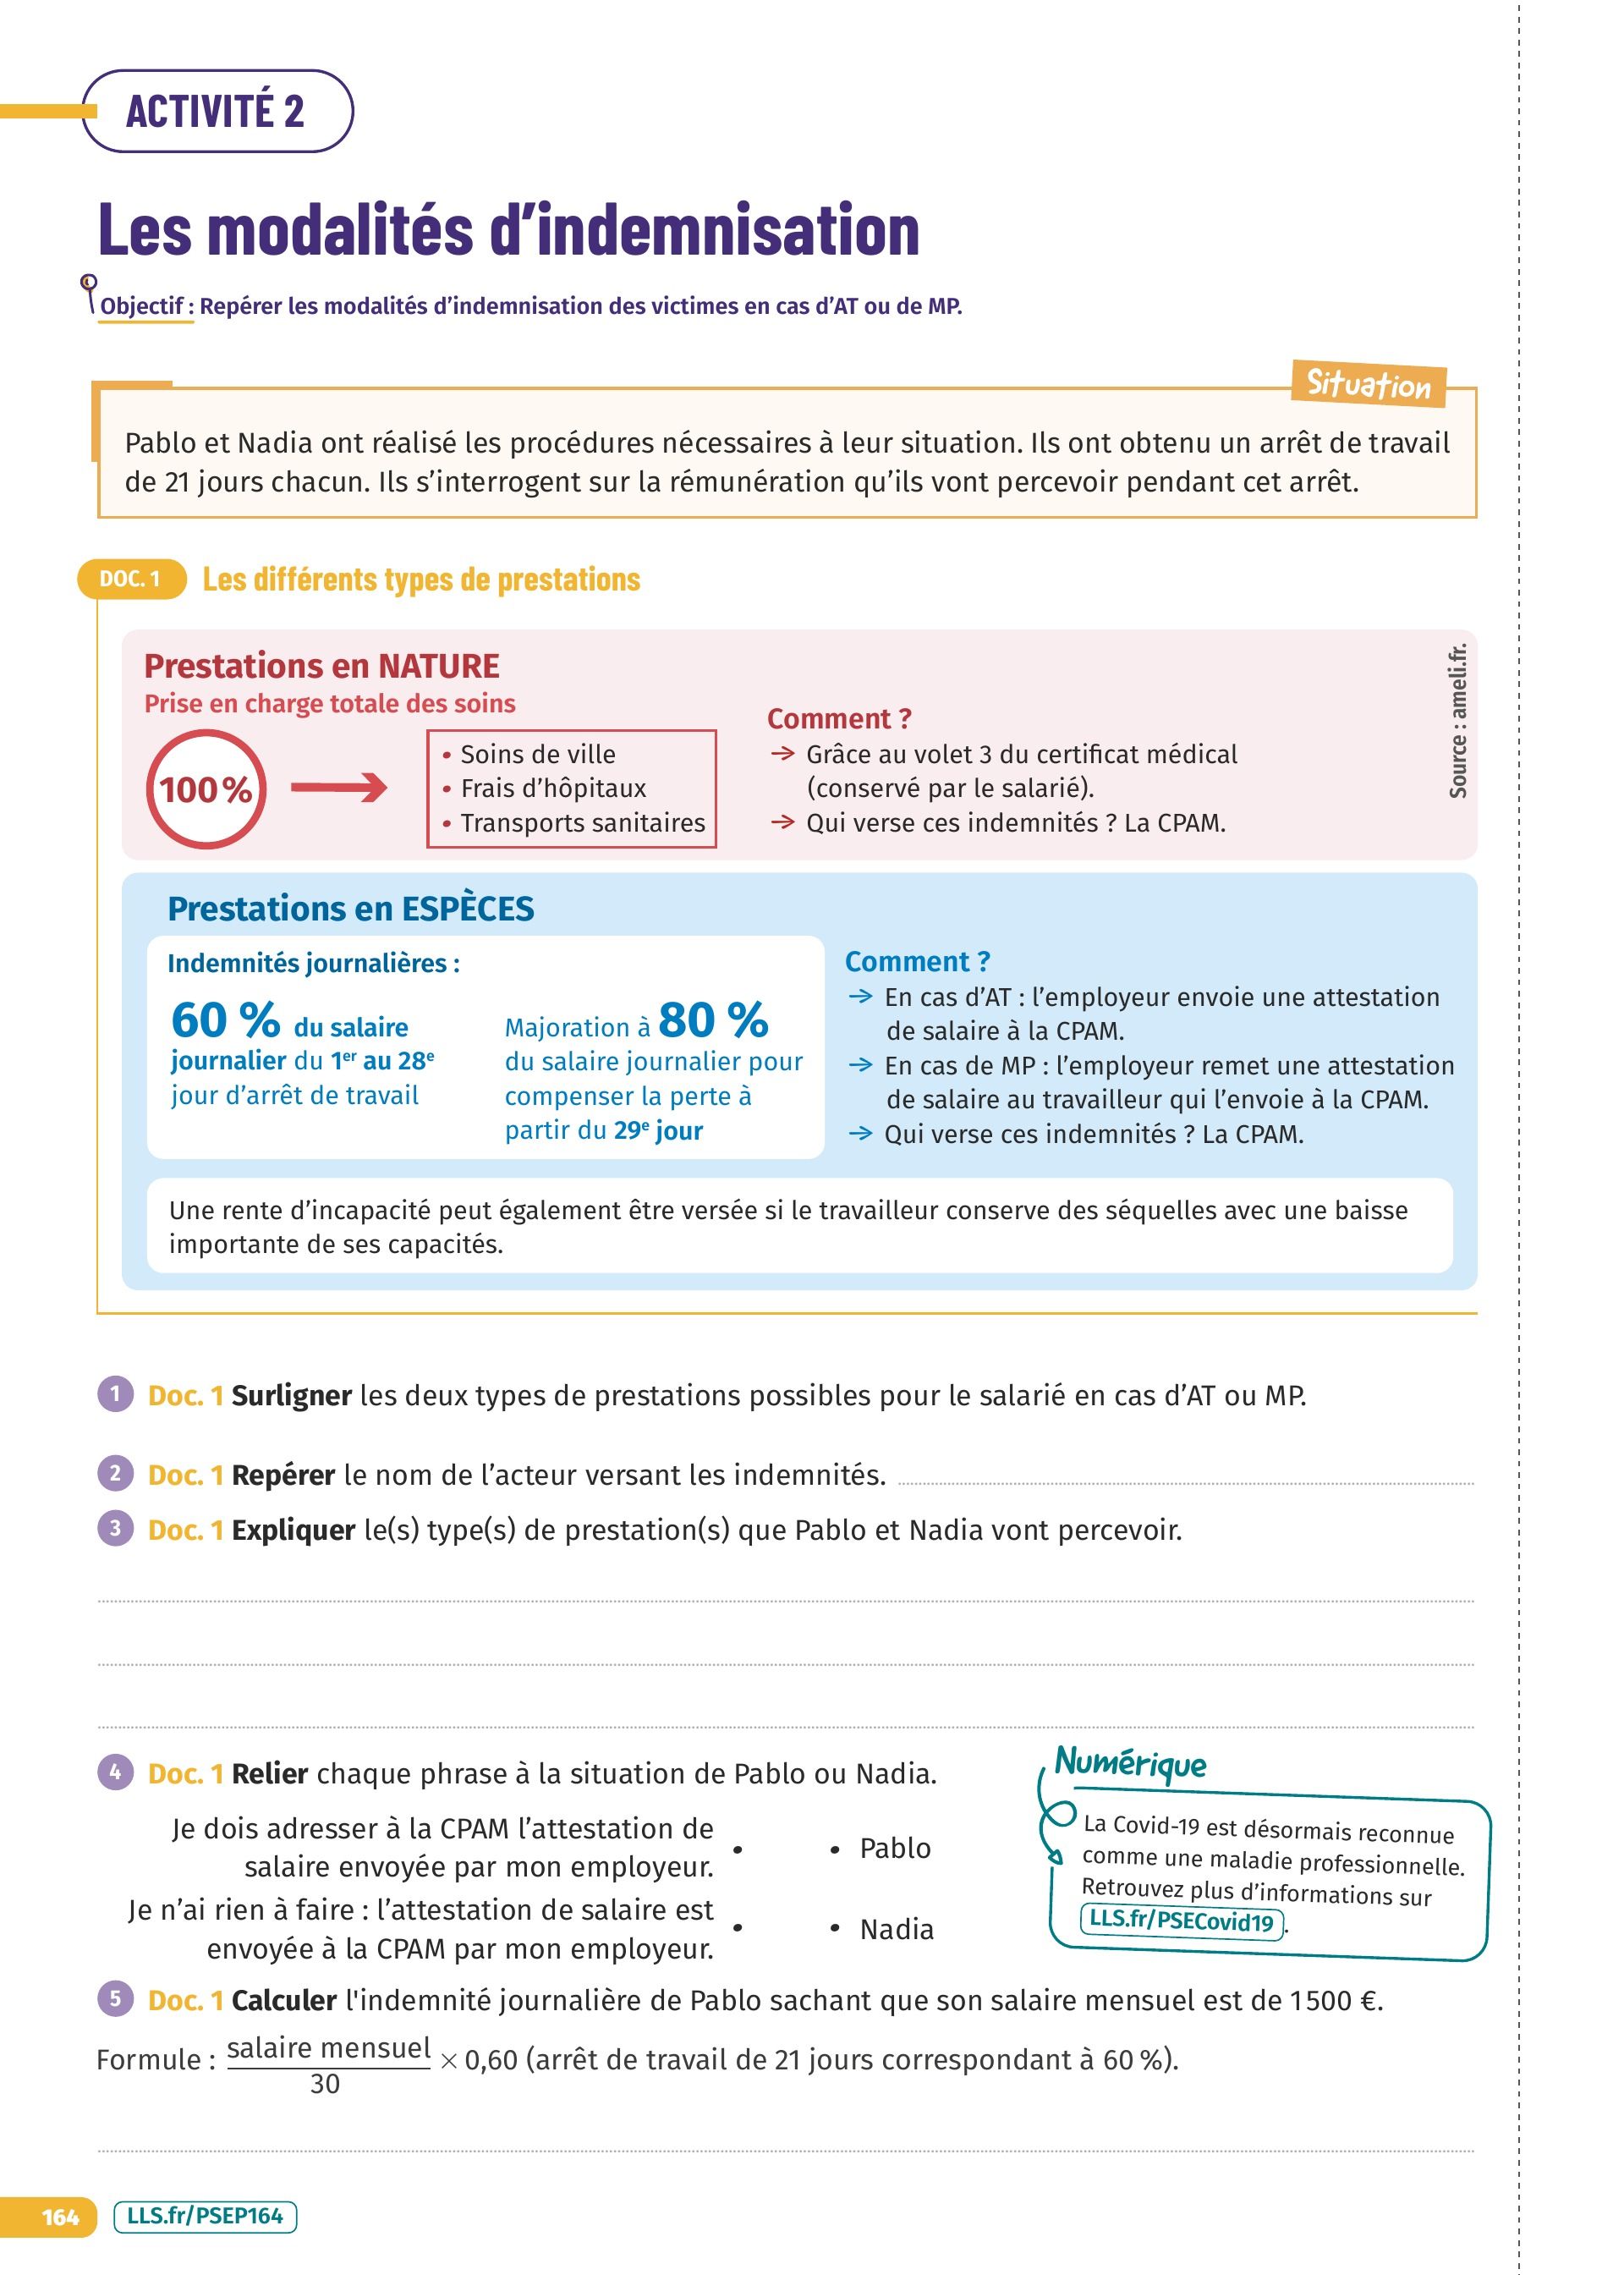 ACTIVITÉ 2
Les modalités d’indemnisation
Objectif : Repérer les modalités d’indemnisation des victimes en cas d’AT ou de MP.
Situation
Pablo et Nadia ont réalisé les procédures nécessaires à leur situation. Ils ont obtenu un arrêt de travail
de 21 jours chacun. Ils s’interrogent sur la rémunération qu’ils vont percevoir pendant cet arrêt.
DOC. 1 Les différents types de prestations
Prestations en NATURE
Prise en charge totale des soins
100 %
• Soins de ville
• Frais d’hôpitaux
• Transports sanitaires
Comment ?
→ Grâce au volet 3 du certificat médical
(conservé par le salarié).
→ Qui verse ces indemnités ? La CPAM.
Source : ameli.fr.
Prestations en ESPÈCES
Indemnités journalières :
60 % du salaire
journalier du 1er au 28e
jour d’arrêt de travail
Majoration à 80 %
du salaire journalier pour
compenser la perte à
partir du 29e jour
Comment ?
→ En cas d’AT : l’employeur envoie une attestation
de salaire à la CPAM.
→ En cas de MP : l’employeur remet une attestation
de salaire au travailleur qui l’envoie à la CPAM.
→ Qui verse ces indemnités ? La CPAM.
Une rente d’incapacité peut également être versée si le travailleur conserve des séquelles avec une baisse
importante de ses capacités.
1 Doc. 1 Surligner les deux types de prestations possibles pour le salarié en cas d’AT ou MP.
2 Doc. 1 Repérer le nom de l’acteur versant les indemnités.
3 Doc. 1 Expliquer le(s) type(s) de prestation(s) que Pablo et Nadia vont percevoir.
4 Doc. 1 Relier chaque phrase à la situation de Pablo ou Nadia.
Je dois adresser à la CPAM l’attestation de
salaire envoyée par mon employeur.
• • Pablo
Je n’ai rien à faire : l’attestation de salaire est
envoyée à la CPAM par mon employeur.
• • Nadia
Numérique
La Covid-19 est désormais reconnue
comme une maladie professionnelle.
Retrouvez plus d’informations sur
LLS.fr/PSECovid19.
5 Doc. 1 Calculer l'indemnité journalière de Pablo sachant que son salaire mensuel est de 1 500 €.
Formule : salaire mensuel × 0,60 (arrêt de travail de 21 jours correspondant à 60 %).
30
164 LLS.fr/PSEP164